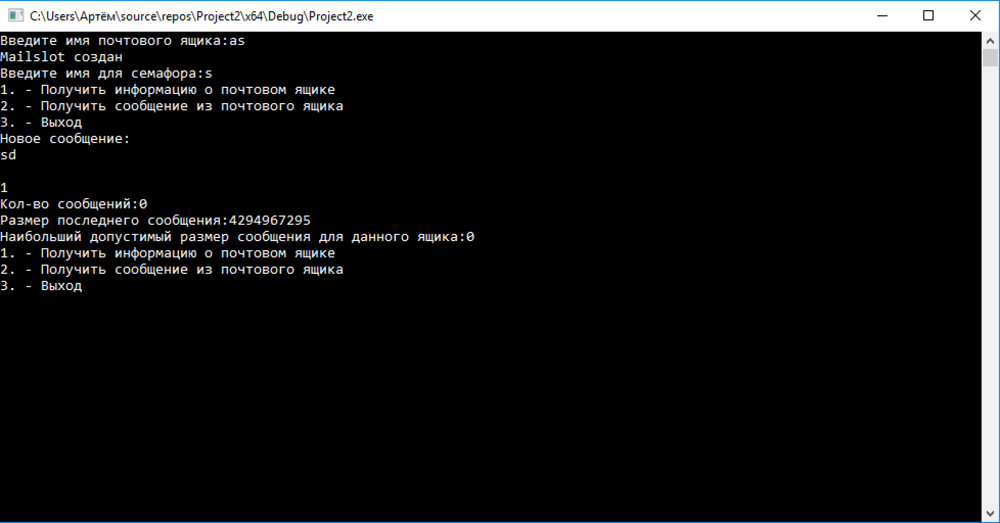 C:\Users\Артём\source\repos\Project2\x64\Debug\Project2.exe
Введите имя почтового ящика:as
Mailslot создан
Введите имя для семафора:s
1. - Получить информацию о почтовом ящике
2. - Получить сообщение из почтового ящика
3. - Выход
Новое сообщение:
sd
1
Кол-во сообщений:0
Размер последнего сообщения:4294967295
Наибольший допустимый размер сообщения для данного ящика:0
1. - Получить информацию о почтовом ящике
2. - Получить сообщение из почтового ящика
3. - Выход